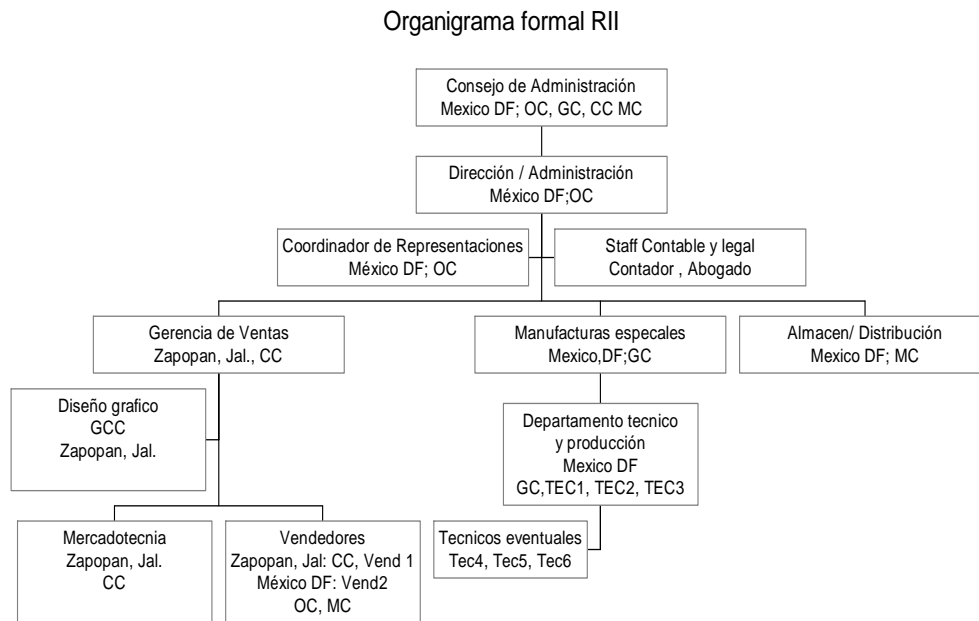 Organigrama formal RII
Consejo de Administración
Mexico DF; OC, GC, CC MC
Dirección / Administración
México DF;OC
Coordinador de Representaciones
México DF; OC
Staff Contable y legal
Contador , Abogado
Gerencia de Ventas
Zapopan, Jal., CC
Manufacturas especales
Mexico,DF;GC
Almacen/ Distribución
Mexico DF; MC
Diseño grafico
GCC
Zapopan, Jal.
Departamento tecnico
y producción
Mexico DF
GC,TEC1, TEC2, TEC3
Mercadotecnia
Zapopan, Jal.
CC
Vendedores
Zapopan, Jal: CC, Vend 1
México DF: Vend2
OC, MC
Tecnicos eventuales
Tec4, Tec5, Tec6